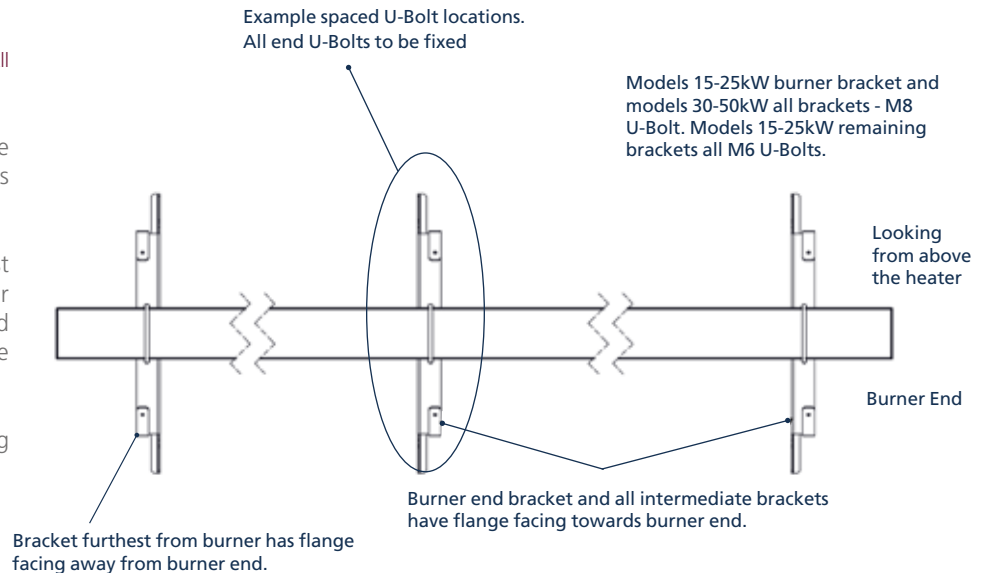 Example spaced U-Bolt locations.
All end U-Bolts to be fixed
Models 15-25kW burner bracket and
models 30-50kW all brackets - M8
U-Bolt. Models 15-25kW remaining
brackets all M6 U-Bolts.
Looking
from above
the heater
Burner End
Burner end bracket and all intermediate brackets
have flange facing towards burner end.
Bracket furthest from burner has flange
facing away from burner end.